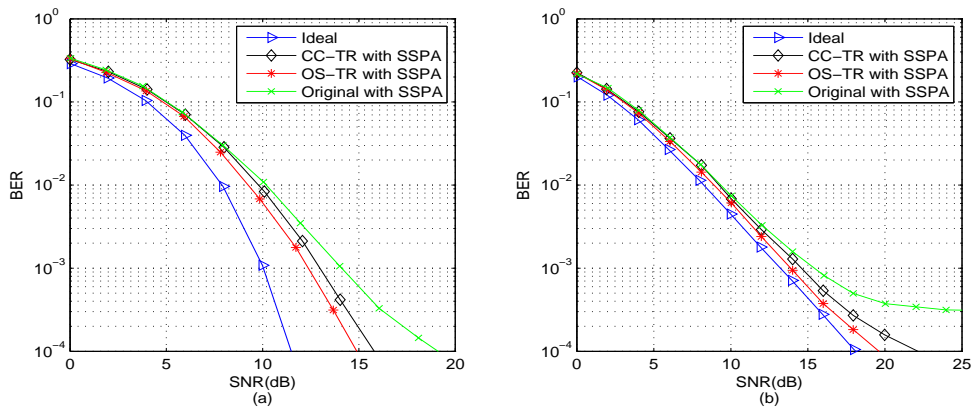 10^0
10^-1
10^-2
10^-3
10^-4
BER
0 5 10 15 20
SNR(dB)
(a)
Ideal
CC-TR with SSPA
OS-TR with SSPA
Original with SSPA
10^0
10^-1
10^-2
10^-3
10^-4
BER
0 5 10 15 20 25
SNR(dB)
(b)
Ideal
CC-TR with SSPA
OS-TR with SSPA
Original with SSPA